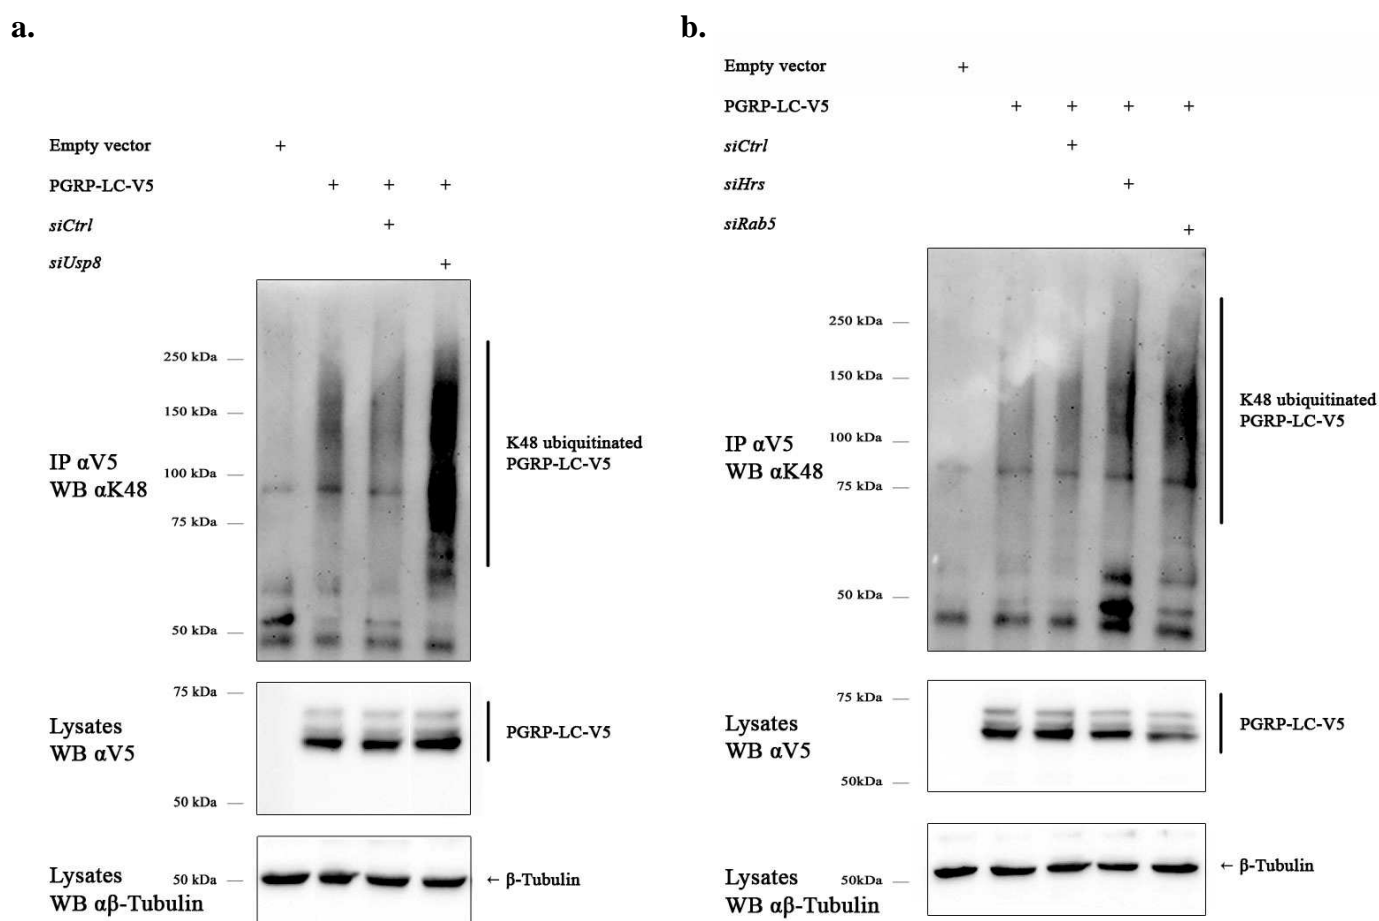 a.
Empty vector +
PGRP-LC-V5 + + +
siCtrl +
siUsp8 +
250 kDa
150 kDa
100 kDa
75 kDa
50 kDa
IP αV5
WB αK48
K48 ubiquitinated
PGRP-LC-V5
75 kDa
50 kDa
Lysates
WB αV5
PGRP-LC-V5
Lysates
WB αβ-Tubulin
50 kDa
← β-Tubulin
b.
Empty vector +
PGRP-LC-V5 + + + +
siCtrl +
siHrs +
siRab5 +
250 kDa
150 kDa
100 kDa
75 kDa
50 kDa
IP αV5
WB αK48
K48 ubiquitinated
PGRP-LC-V5
75 kDa
50kDa
Lysates
WB αV5
PGRP-LC-V5
Lysates
WB αβ-Tubulin
50kDa
← β-Tubulin